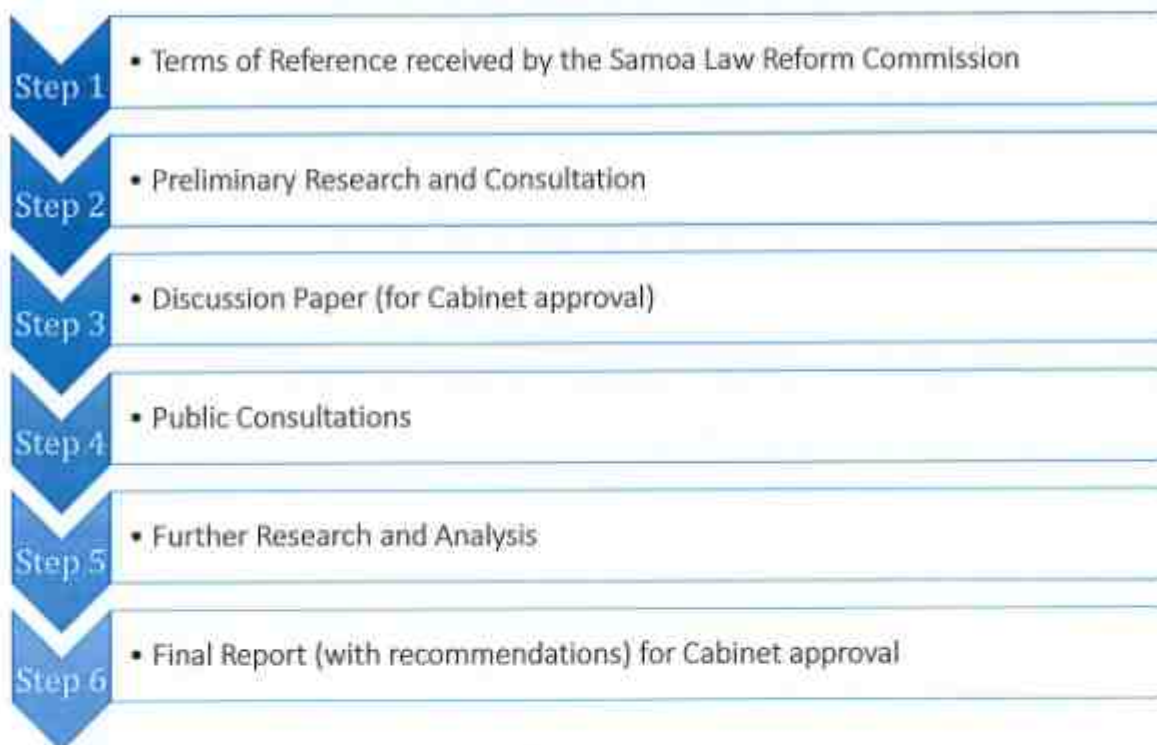 Step 1
• Terms of Reference received by the Samoa Law Reform Commission
Step 2
• Preliminary Research and Consultation
Step 3
• Discussion Paper (for Cabinet approval)
Step 4
• Public Consultations
Step 5
• Further Research and Analysis
Step 6
• Final Report (with recommendations) for Cabinet approval